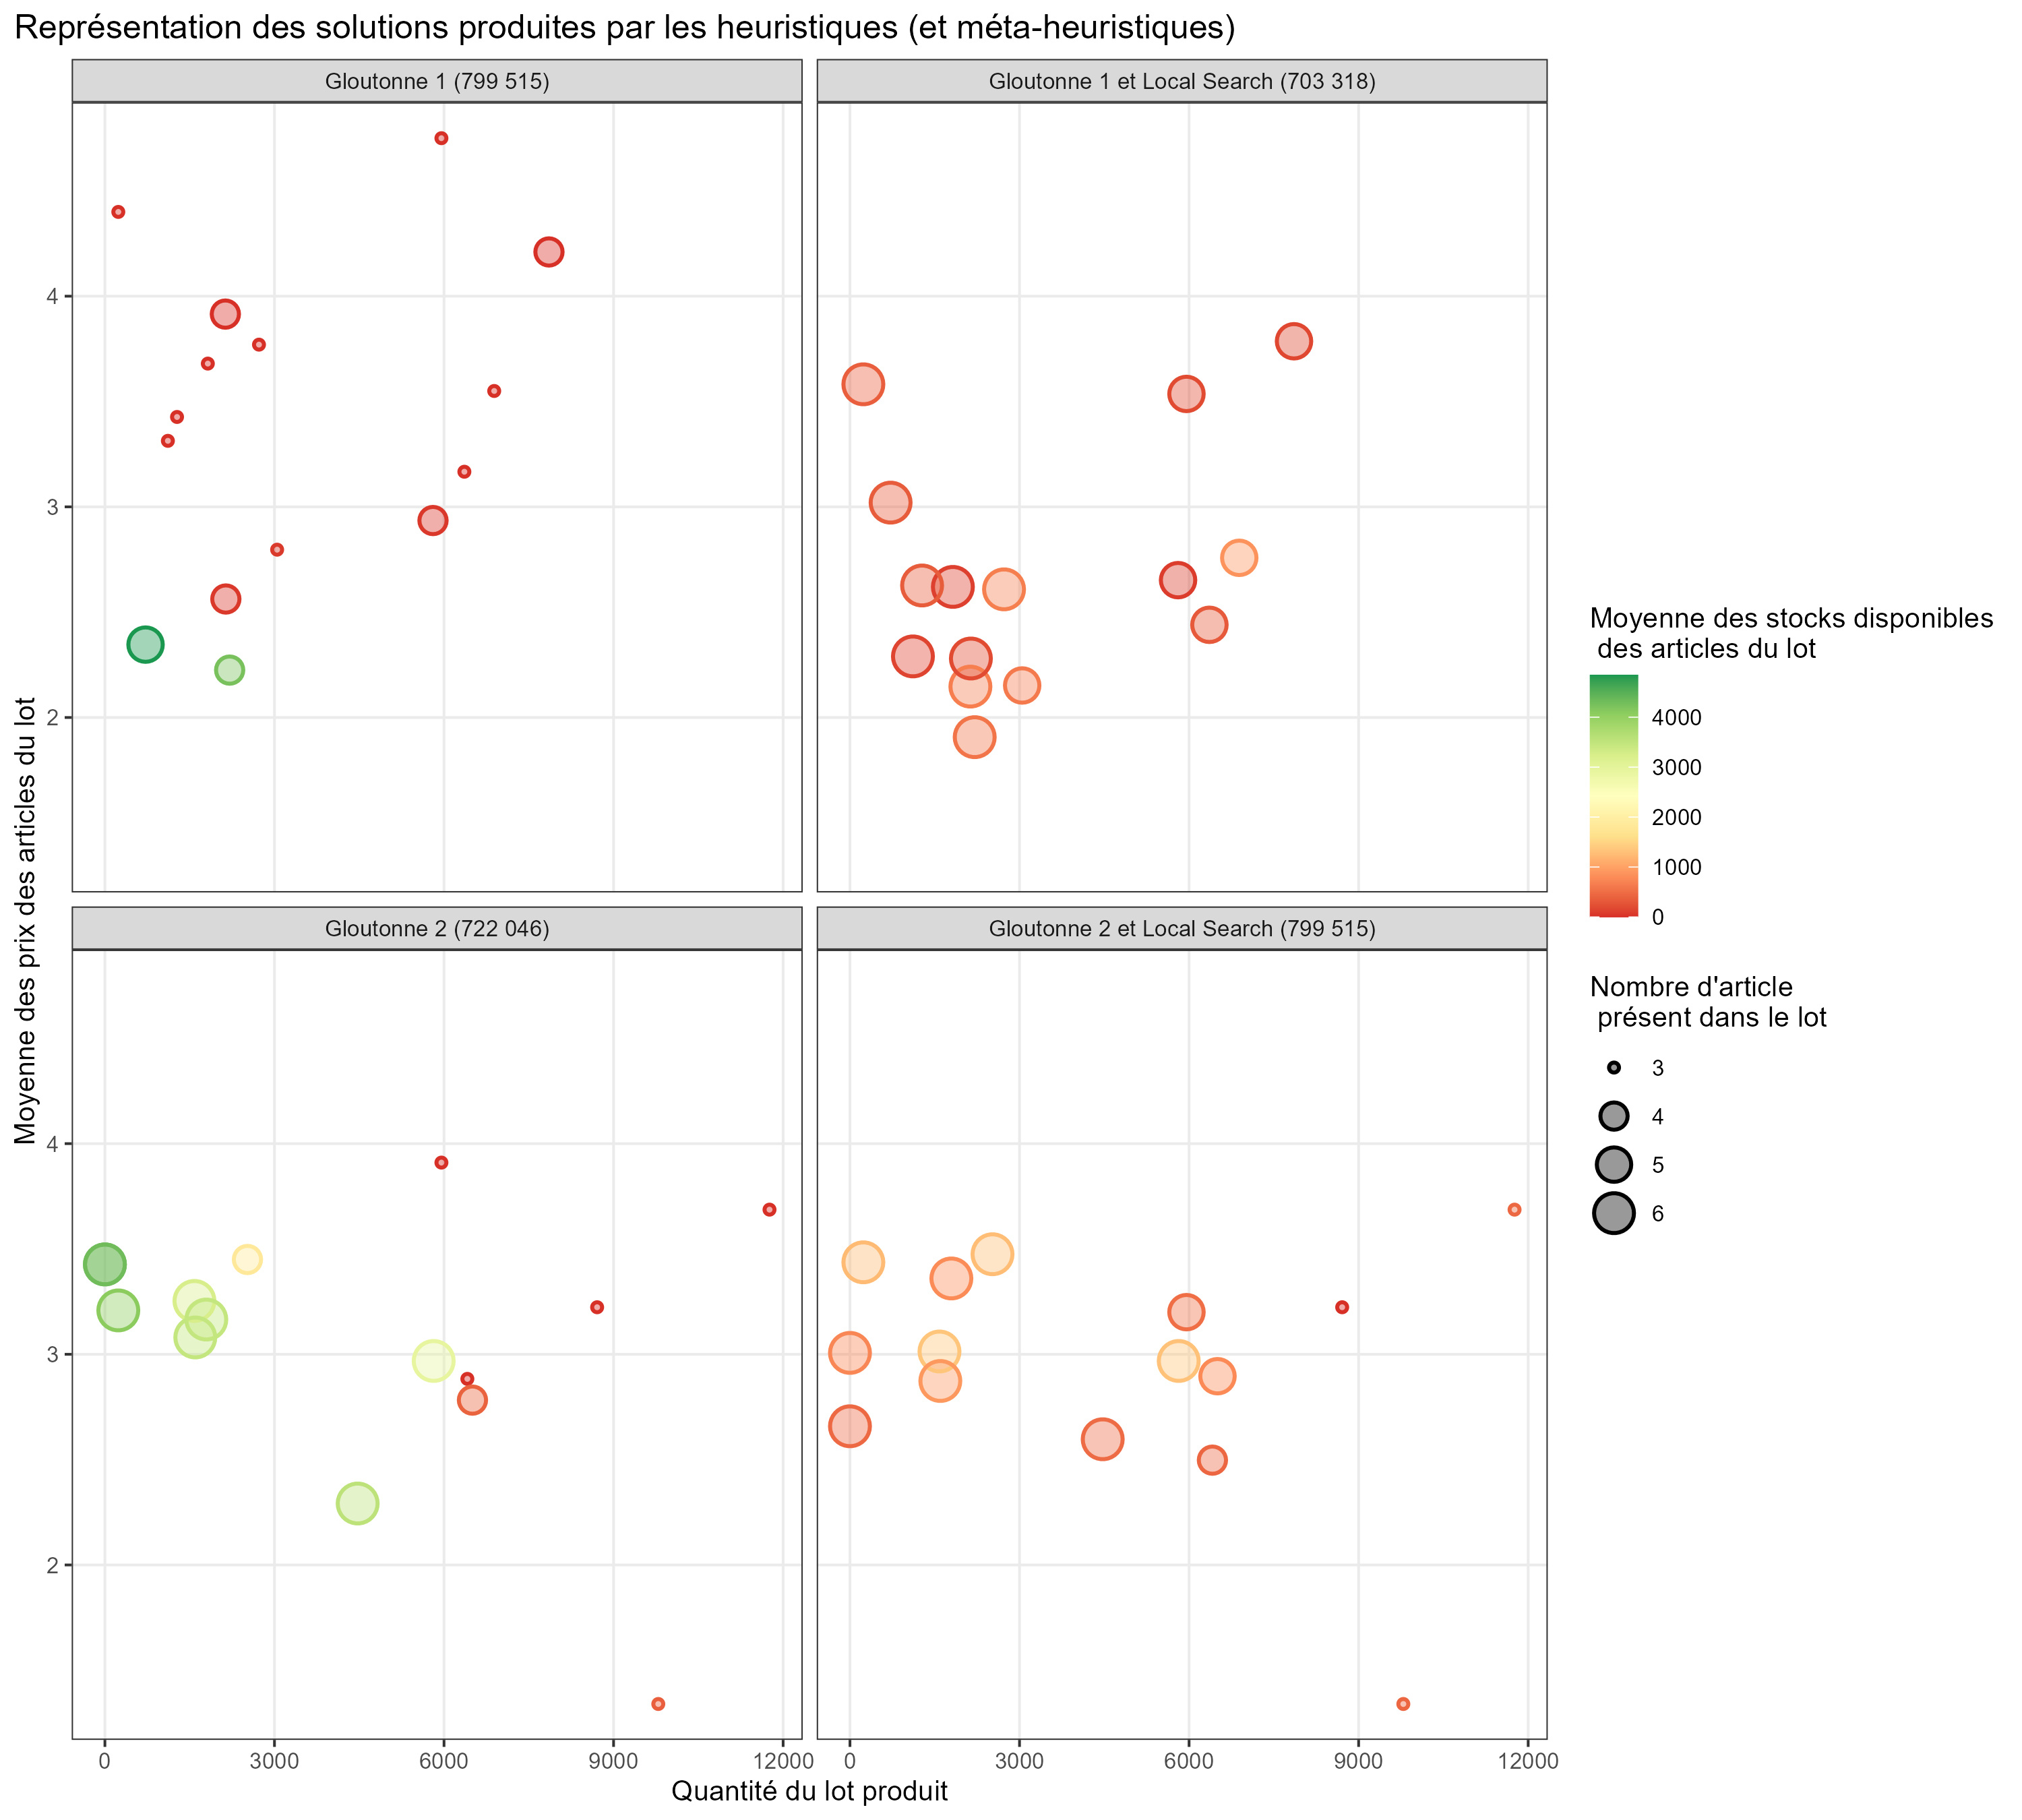 Représentation des solutions produites par les heuristiques (et méta-heuristiques)
Gloutonne 1 (799 515)
Gloutonne 1 et Local Search (703 318)
4
3
2
Gloutonne 2 (722 046)
Gloutonne 2 et Local Search (799 515)
4
3
2
0
3000
6000
9000
12000
0
3000
6000
9000
12000
Quantité du lot produit
Moyenne des prix des articles du lot
Moyenne des stocks disponibles
des articles du lot
4000
3000
2000
1000
0
Nombre d'article
présent dans le lot
3
4
5
6